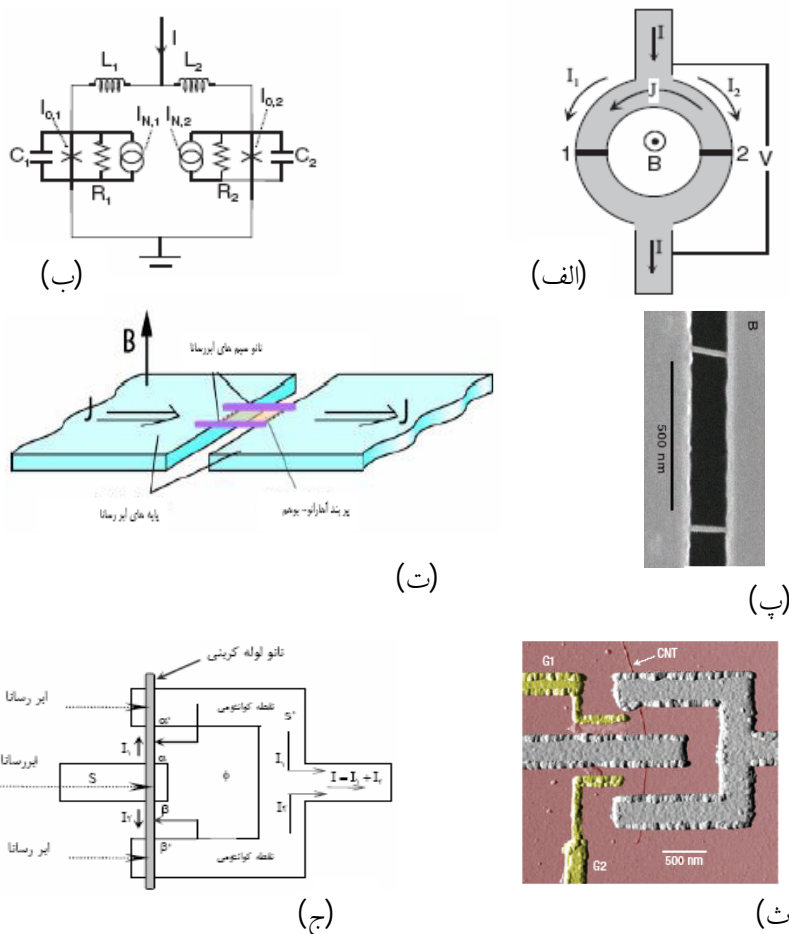 I
L₁ L₂
I₀,₁ I_N,₁ I_N,₂ I₀,₂
C₁ R₁ R₂ C₂
(ب)
I
I₁ J I₂
1 B 2 V
I
(الف)
B
نانو سیم های ابررسانا
J J
پایه های ابر رسانا
پر بند آهارانو- بوهم
(ت)
B
500 nm
(پ)
نانو لوله کربنی
ابر رسانا
نقطه کوانتومی
α'
S'
I₁ α I₁
ابررسانا
S ϕ I = I₁ + I₂
I₂ β I₂
β'
ابر رسانا
نقطه کوانتومی
(ج)
G1 CNT
G2 500 nm
ث)